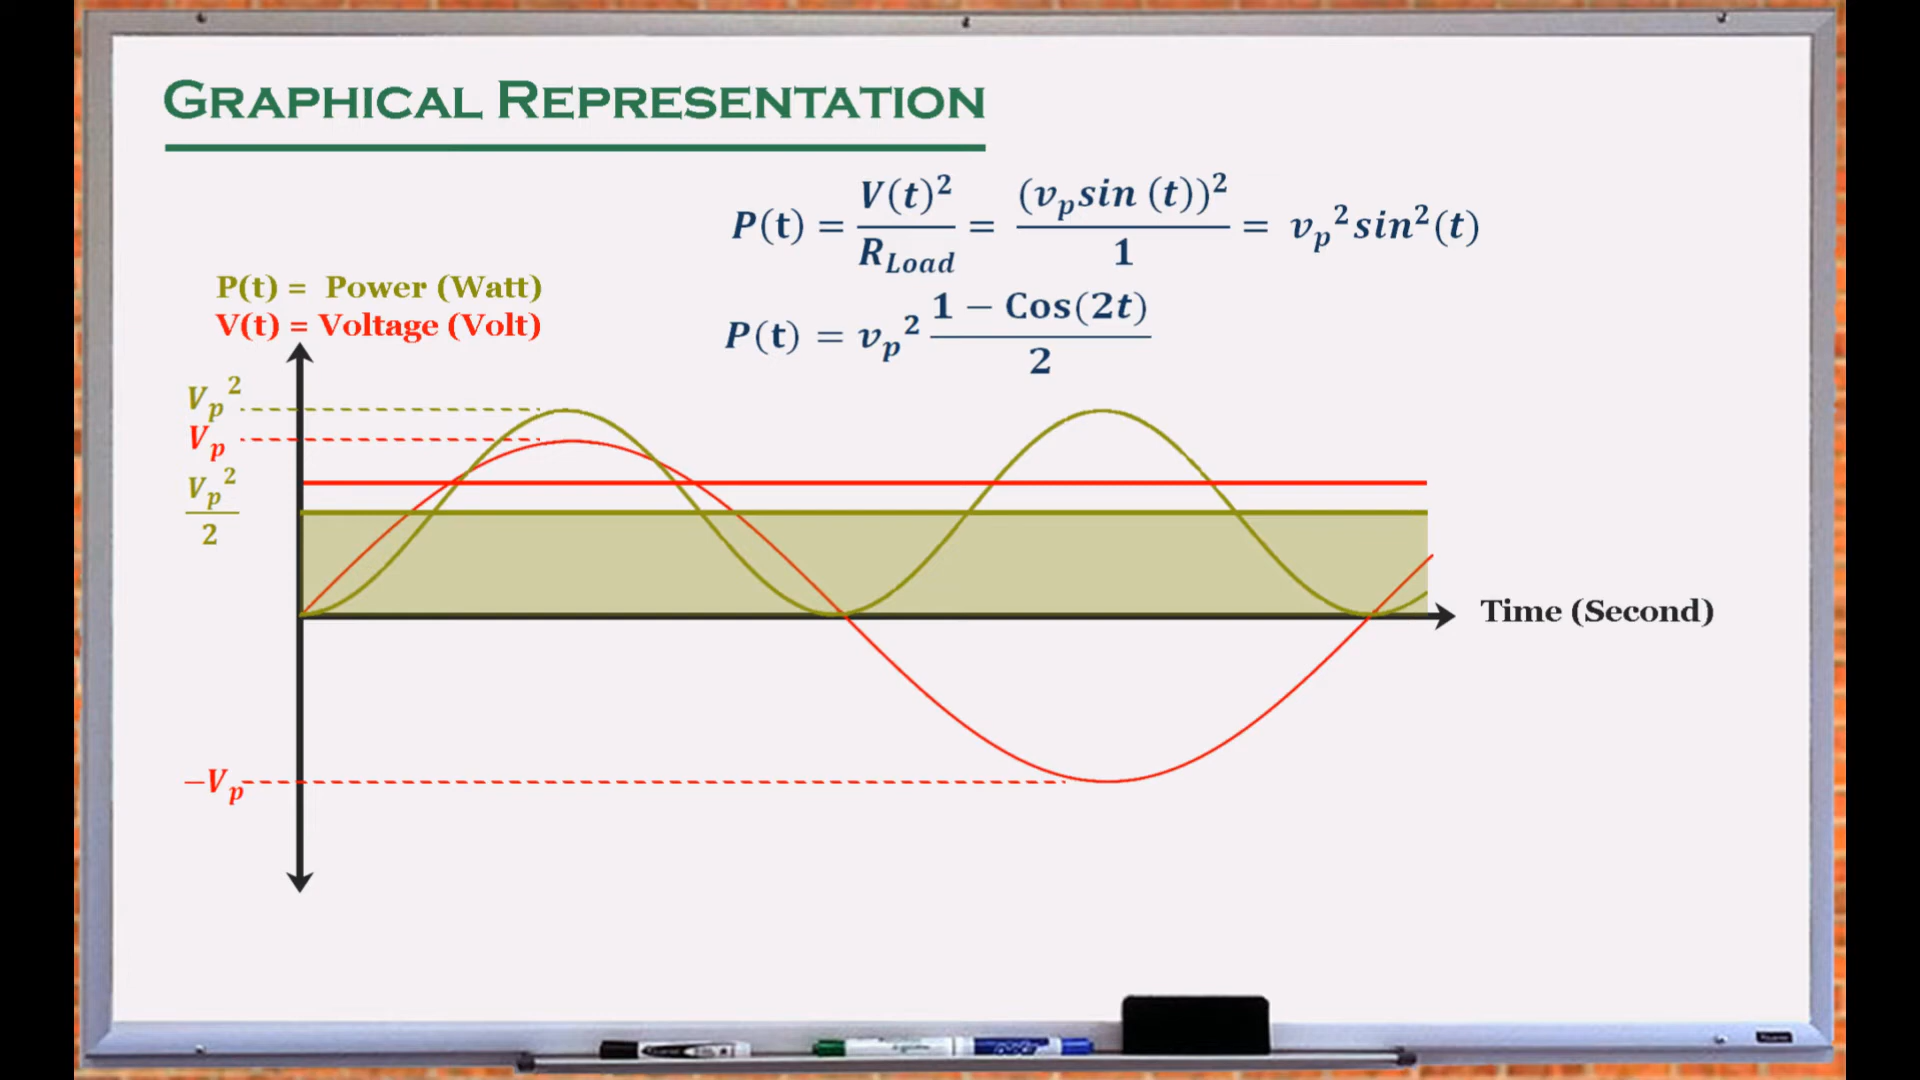 GRAPHICAL REPRESENTATION
P(t) = V(t)² / R_Load = (v_p sin (t))² / 1 = v_p² sin²(t)
P(t) = v_p² (1 − Cos(2t)) / 2
P(t) = Power (Watt)
V(t) = Voltage (Volt)
V_p²
V_p
V_p² / 2
Time (Second)
−V_p